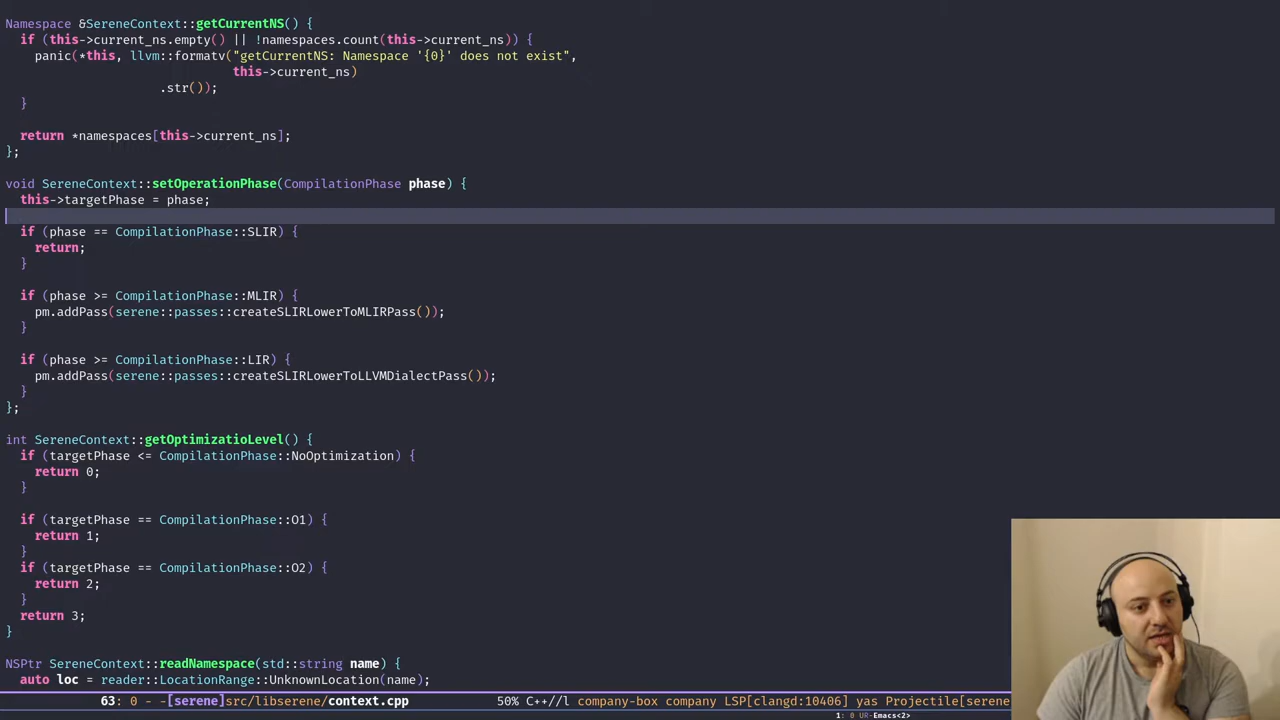 Namespace &SereneContext::getCurrentNS() {
if (this->current_ns.empty() || !namespaces.count(this->current_ns)) {
panic(*this, llvm::formatv("getCurrentNS: Namespace '{0}' does not exist",
this->current_ns)
.str());
}
return *namespaces[this->current_ns];
};
void SereneContext::setOperationPhase(CompilationPhase phase) {
this->targetPhase = phase;
if (phase == CompilationPhase::SLIR) {
return;
}
if (phase >= CompilationPhase::MLIR) {
pm.addPass(serene::passes::createSLIRLowerToMLIRPass());
}
if (phase >= CompilationPhase::LIR) {
pm.addPass(serene::passes::createSLIRLowerToLLVMDialectPass());
}
};
int SereneContext::getOptimizatioLevel() {
if (targetPhase <= CompilationPhase::NoOptimization) {
return 0;
}
if (targetPhase == CompilationPhase::O1) {
return 1;
}
if (targetPhase == CompilationPhase::O2) {
return 2;
}
return 3;
}
NSPtr SereneContext::readNamespace(std::string name) {
auto loc = reader::LocationRange::UnknownLocation(name);
63: 0 - -[serene]src/libserene/context.cpp 50% C++//l company-box company LSP[clangd:10406] yas Projectile[serene
1: 0 UR-Emacs<2>